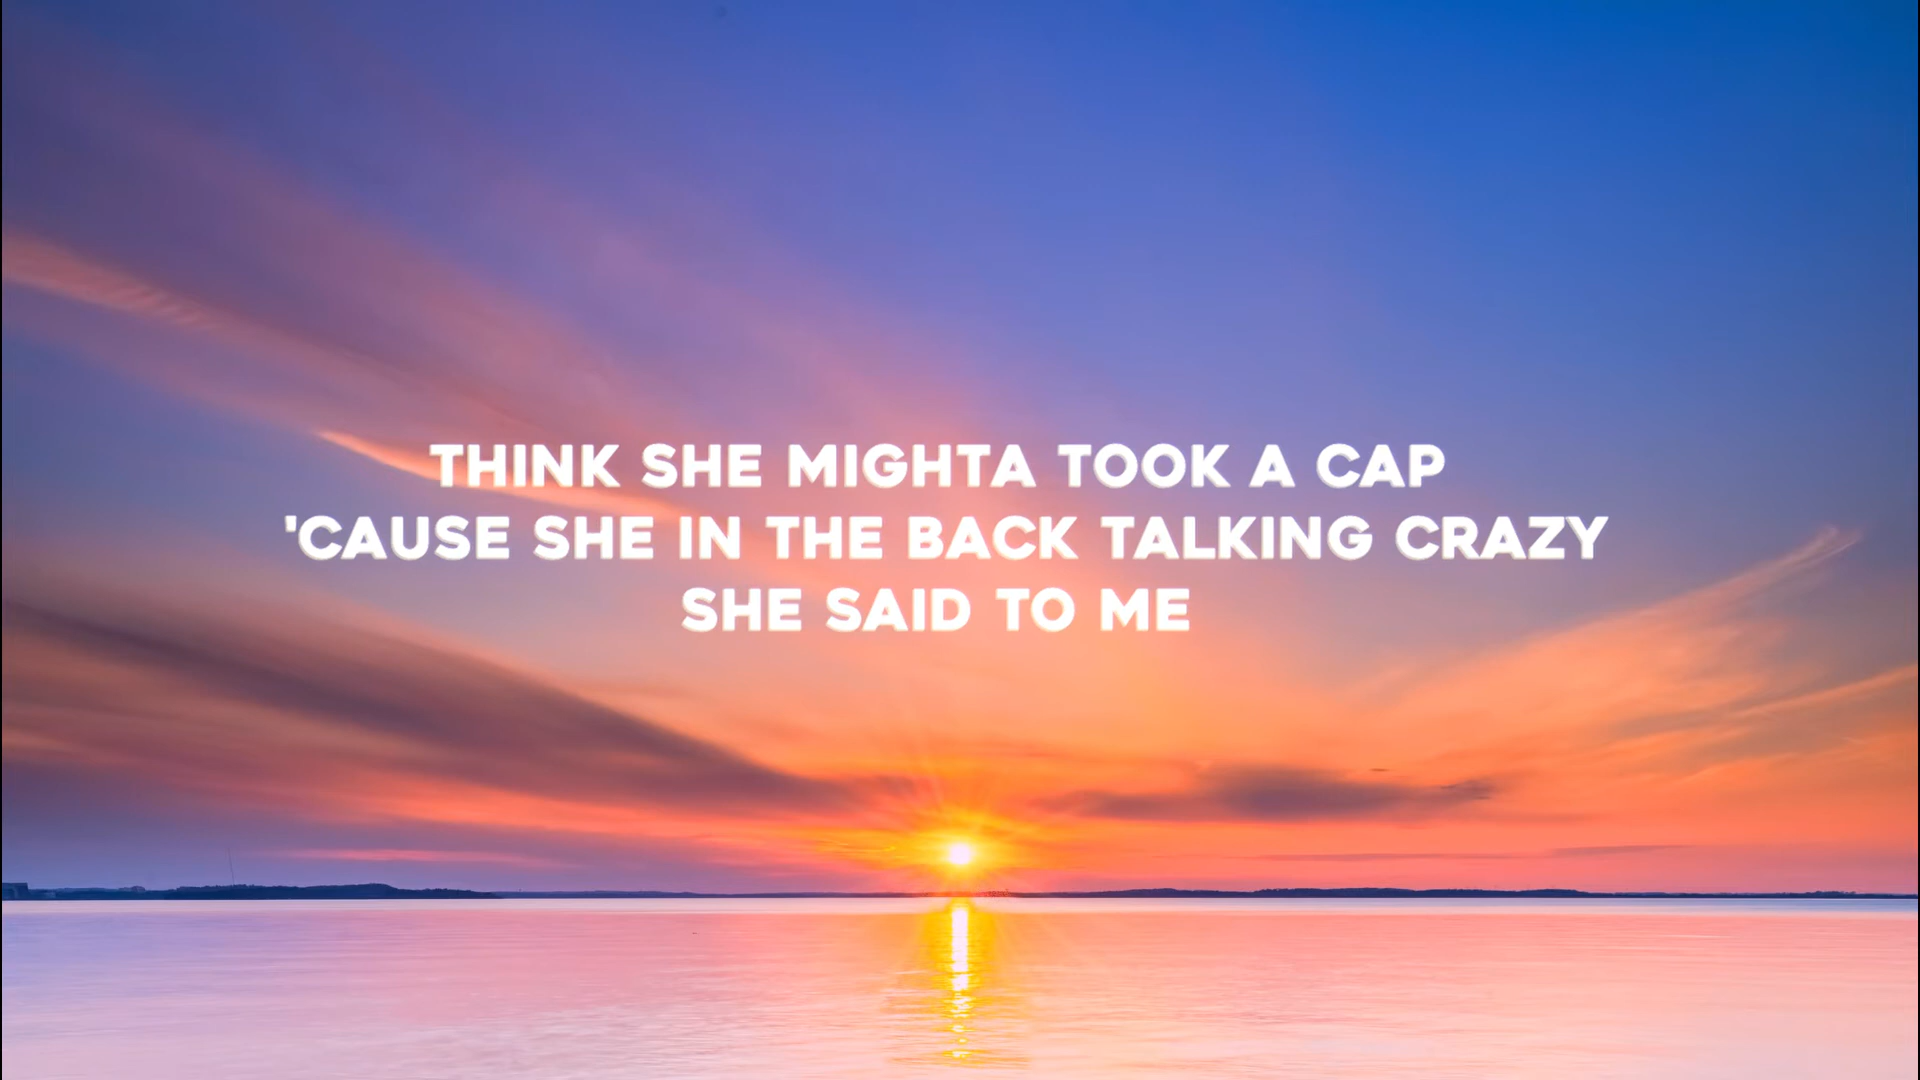 THINK SHE MIGHTA TOOK A CAP
'CAUSE SHE IN THE BACK TALKING CRAZY
SHE SAID TO ME